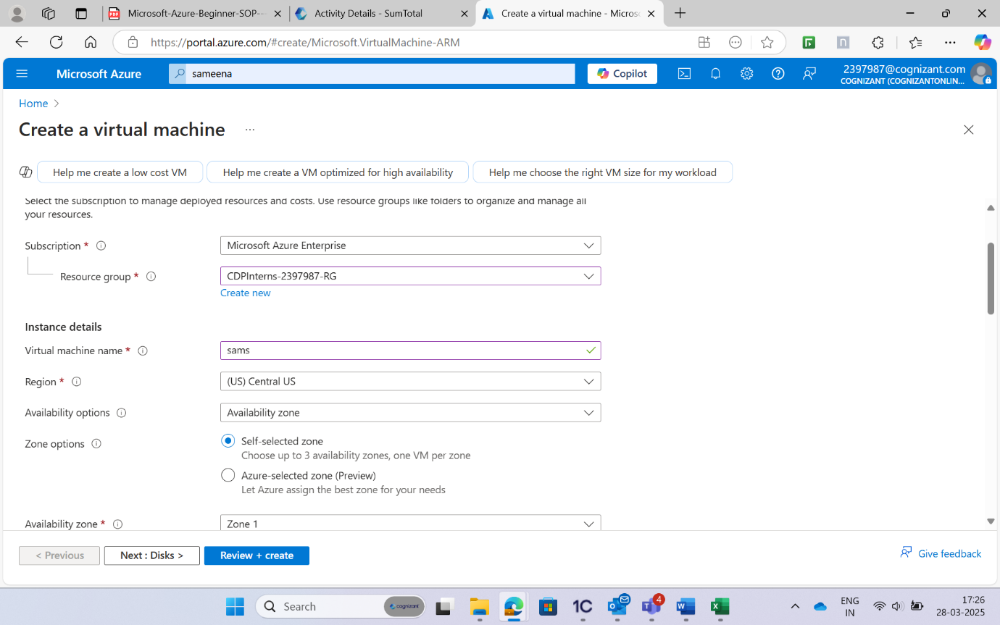 Microsoft-Azure-Beginner-SOP--
Activity Details - SumTotal
Create a virtual machine - Microso
https://portal.azure.com/#create/Microsoft.VirtualMachine-ARM
Microsoft Azure
sameena
Copilot
2397987@cognizant.com
COGNIZANT (COGNIZANTONLIN...
Home
Create a virtual machine
...
Help me create a low cost VM
Help me create a VM optimized for high availability
Help me choose the right VM size for my workload
Select the subscription to manage deployed resources and costs. Use resource groups like folders to organize and manage all
your resources.
Subscription *
Microsoft Azure Enterprise
Resource group *
CDPInterns-2397987-RG
Create new
Instance details
Virtual machine name *
sams
Region *
(US) Central US
Availability options
Availability zone
Zone options
Self-selected zone
Choose up to 3 availability zones, one VM per zone
Azure-selected zone (Preview)
Let Azure assign the best zone for your needs
Availability zone *
Zone 1
< Previous
Next : Disks >
Review + create
Give feedback
Search
cognizant
1C
4
ENG
IN
17:26
28-03-2025